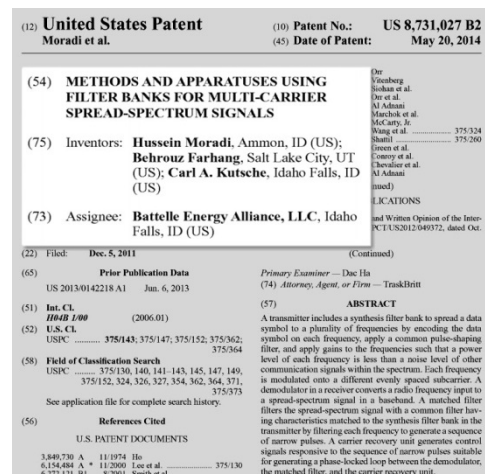 (12) United States Patent
Moradi et al.
(10) Patent No.: US 8,731,027 B2
(45) Date of Patent: May 20, 2014
(54) METHODS AND APPARATUSES USING
FILTER BANKS FOR MULTI-CARRIER
SPREAD-SPECTRUM SIGNALS
(75) Inventors: Hussein Moradi, Ammon, ID (US);
Behrouz Farhang, Salt Lake City, UT
(US); Carl A. Kutsche, Idaho Falls, ID
(US)
(73) Assignee: Battelle Energy Alliance, LLC, Idaho
Falls, ID (US)
(22) Filed: Dec. 5, 2011
(65) Prior Publication Data
US 2013/0142218 A1 Jun. 6, 2013
(51) Int. Cl.
H04B 1/00 (2006.01)
(52) U.S. Cl.
USPC .......... 375/143; 375/147; 375/152; 375/362;
375/364
(58) Field of Classification Search
USPC ......... 375/130, 140, 141–143, 145, 147, 149,
375/152, 324, 326, 327, 354, 362, 364, 371,
375/373
See application file for complete search history.
(56) References Cited
U.S. PATENT DOCUMENTS
3,849,730 A 11/1974 Ho
6,154,484 A * 11/2000 Lee et al. .................. 375/130
Orr
Vitenberg
Siohan et al.
Orr et al.
Al Adnani
Marchok et al.
McCarty, Jr.
Wang et al. .................. 375/324
Shattil ........................ 375/260
Green et al.
Conroy et al.
Chevalier et al.
Al Adnani
nued)
LICATIONS
and Written Opinion of the Inter-
PCT/US2012/049372, dated Oct.
(Continued)
Primary Examiner — Dac Ha
(74) Attorney, Agent, or Firm — TraskBritt
(57) ABSTRACT
A transmitter includes a synthesis filter bank to spread a data
symbol to a plurality of frequencies by encoding the data
symbol on each frequency, apply a common pulse-shaping
filter, and apply gains to the frequencies such that a power
level of each frequency is less than a noise level of other
communication signals within the spectrum. Each frequency
is modulated onto a different evenly spaced subcarrier. A
demodulator in a receiver converts a radio frequency input to
a spread-spectrum signal in a baseband. A matched filter
filters the spread-spectrum signal with a common filter hav-
ing characteristics matched to the synthesis filter bank in the
transmitter by filtering each frequency to generate a sequence
of narrow pulses. A carrier recovery unit generates control
signals responsive to the sequence of narrow pulses suitable
for generating a phase-locked loop between the demodulator,
the matched filter, and the carrier recovery unit.